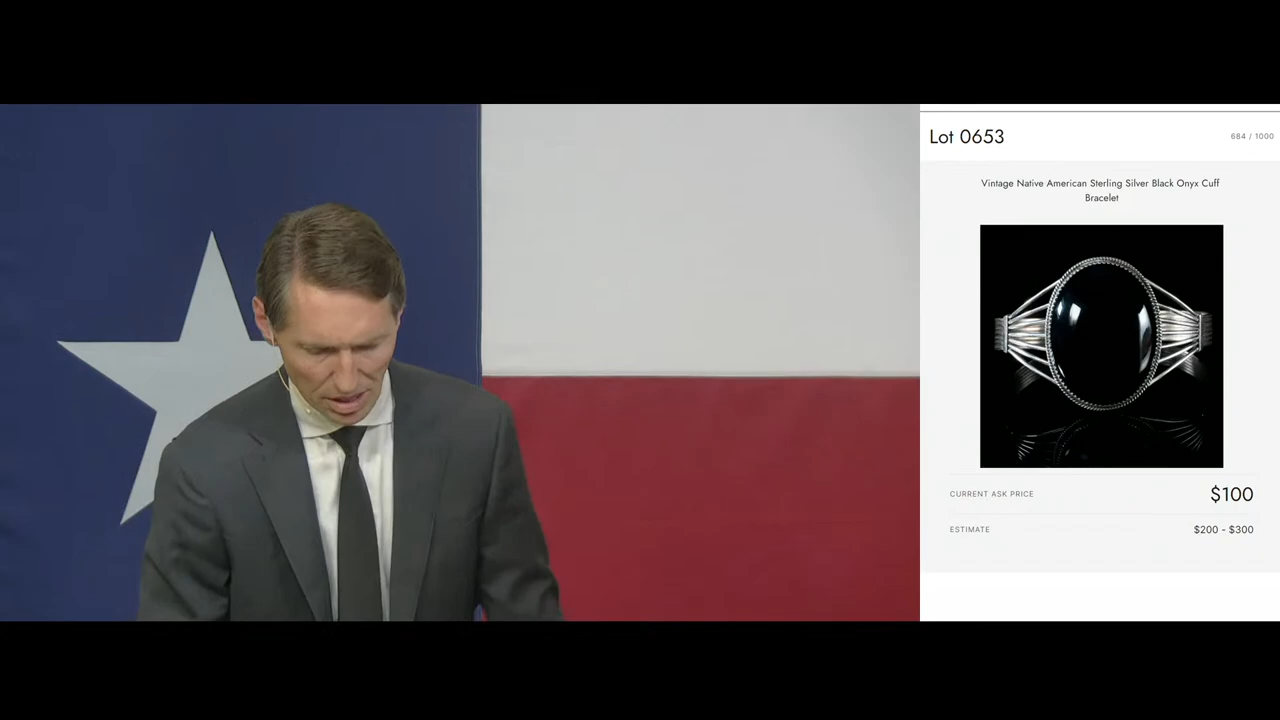 Lot 0653
684 / 1000
Vintage Native American Sterling Silver Black Onyx Cuff
Bracelet
CURRENT ASK PRICE
$100
ESTIMATE
$200 - $300